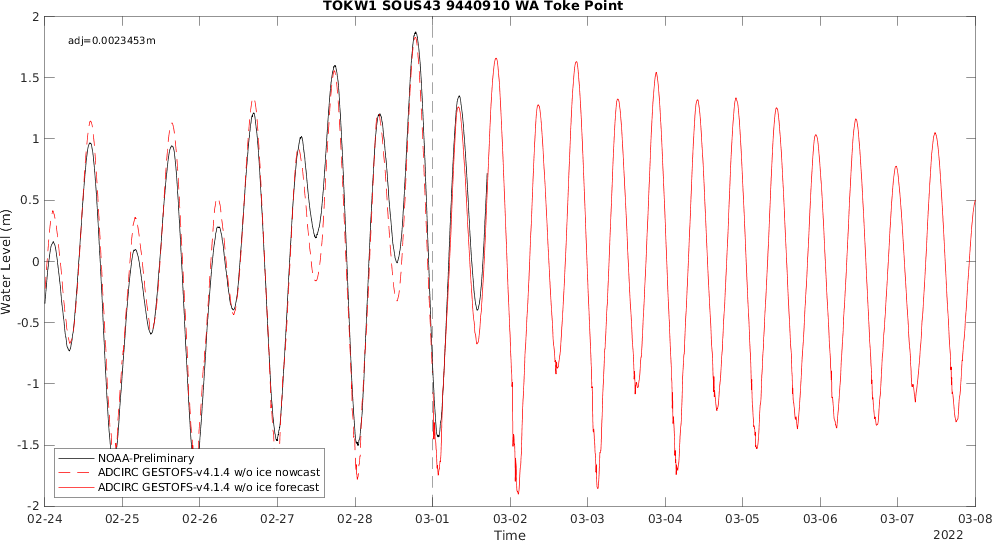 TOKW1 SOUS43 9440910 WA Toke Point
adj=0.0023453m
2
1.5
1
0.5
0
-0.5
-1
-1.5
-2
Water Level (m)
NOAA-Preliminary
ADCIRC GESTOFS-v4.1.4 w/o ice nowcast
ADCIRC GESTOFS-v4.1.4 w/o ice forecast
02-24 02-25 02-26 02-27 02-28 03-01 03-02 03-03 03-04 03-05 03-06 03-07 03-08
Time
2022